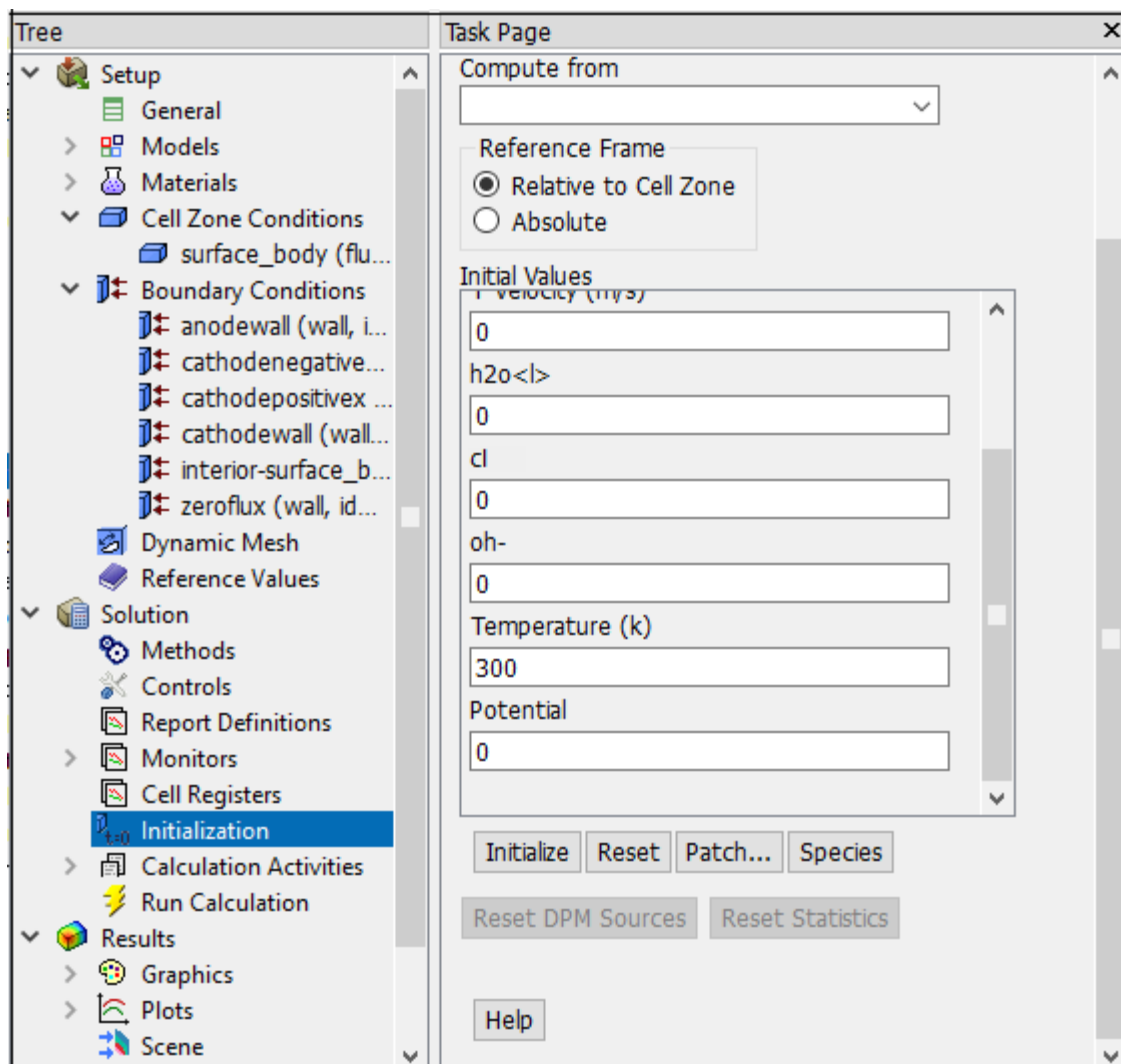 Tree
Setup
General
Models
Materials
Cell Zone Conditions
surface_body (flu...
Boundary Conditions
anodewall (wall, i...
cathodenegative...
cathodepositivex ...
cathodewall (wall...
interior-surface_b...
zeroflux (wall, id...
Dynamic Mesh
Reference Values
Solution
Methods
Controls
Report Definitions
Monitors
Cell Registers
t=0 Initialization
Calculation Activities
Run Calculation
Results
Graphics
Plots
Scene
Task Page
Compute from
Reference Frame
Relative to Cell Zone
Absolute
Initial Values
Y Velocity (m/s)
0
h2o<l>
0
cl
0
oh-
0
Temperature (k)
300
Potential
0
Initialize Reset Patch... Species
Reset DPM Sources Reset Statistics
Help